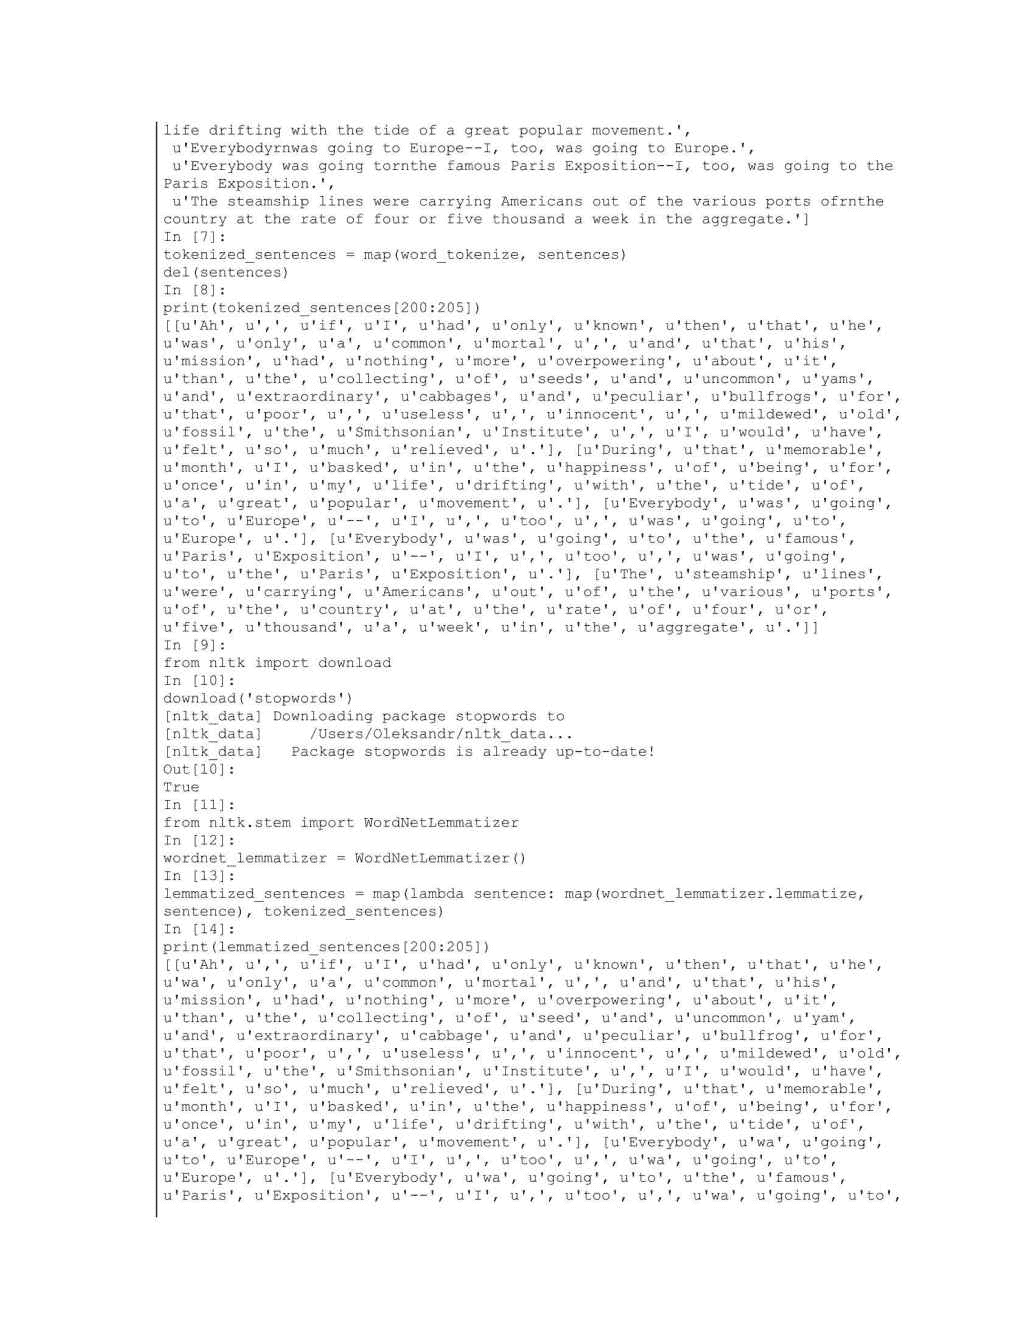 life drifting with the tide of a great popular movement.',
 u'Everybodyrnwas going to Europe--I, too, was going to Europe.',
 u'Everybody was going tornthe famous Paris Exposition--I, too, was going to the
Paris Exposition.',
 u'The steamship lines were carrying Americans out of the various ports ofrnthe
country at the rate of four or five thousand a week in the aggregate.']
In [7]:
tokenized_sentences = map(word_tokenize, sentences)
del(sentences)
In [8]:
print(tokenized_sentences[200:205])
[[u'Ah', u',', u'if', u'I', u'had', u'only', u'known', u'then', u'that', u'he',
u'was', u'only', u'a', u'common', u'mortal', u',', u'and', u'that', u'his',
u'mission', u'had', u'nothing', u'more', u'overpowering', u'about', u'it',
u'than', u'the', u'collecting', u'of', u'seeds', u'and', u'uncommon', u'yams',
u'and', u'extraordinary', u'cabbages', u'and', u'peculiar', u'bullfrogs', u'for',
u'that', u'poor', u',', u'useless', u',', u'innocent', u',', u'mildewed', u'old',
u'fossil', u'the', u'Smithsonian', u'Institute', u',', u'I', u'would', u'have',
u'felt', u'so', u'much', u'relieved', u'.'], [u'During', u'that', u'memorable',
u'month', u'I', u'basked', u'in', u'the', u'happiness', u'of', u'being', u'for',
u'once', u'in', u'my', u'life', u'drifting', u'with', u'the', u'tide', u'of',
u'a', u'great', u'popular', u'movement', u'.'], [u'Everybody', u'was', u'going',
u'to', u'Europe', u'--', u'I', u',', u'too', u',', u'was', u'going', u'to',
u'Europe', u'.'], [u'Everybody', u'was', u'going', u'to', u'the', u'famous',
u'Paris', u'Exposition', u'--', u'I', u',', u'too', u',', u'was', u'going',
u'to', u'the', u'Paris', u'Exposition', u'.'], [u'The', u'steamship', u'lines',
u'were', u'carrying', u'Americans', u'out', u'of', u'the', u'various', u'ports',
u'of', u'the', u'country', u'at', u'the', u'rate', u'of', u'four', u'or',
u'five', u'thousand', u'a', u'week', u'in', u'the', u'aggregate', u'.']]
In [9]:
from nltk import download
In [10]:
download('stopwords')
[nltk_data] Downloading package stopwords to
[nltk_data]     /Users/Oleksandr/nltk_data...
[nltk_data]   Package stopwords is already up-to-date!
Out[10]:
True
In [11]:
from nltk.stem import WordNetLemmatizer
In [12]:
wordnet_lemmatizer = WordNetLemmatizer()
In [13]:
lemmatized_sentences = map(lambda sentence: map(wordnet_lemmatizer.lemmatize,
sentence), tokenized_sentences)
In [14]:
print(lemmatized_sentences[200:205])
[[u'Ah', u',', u'if', u'I', u'had', u'only', u'known', u'then', u'that', u'he',
u'wa', u'only', u'a', u'common', u'mortal', u',', u'and', u'that', u'his',
u'mission', u'had', u'nothing', u'more', u'overpowering', u'about', u'it',
u'than', u'the', u'collecting', u'of', u'seed', u'and', u'uncommon', u'yam',
u'and', u'extraordinary', u'cabbage', u'and', u'peculiar', u'bullfrog', u'for',
u'that', u'poor', u',', u'useless', u',', u'innocent', u',', u'mildewed', u'old',
u'fossil', u'the', u'Smithsonian', u'Institute', u',', u'I', u'would', u'have',
u'felt', u'so', u'much', u'relieved', u'.'], [u'During', u'that', u'memorable',
u'month', u'I', u'basked', u'in', u'the', u'happiness', u'of', u'being', u'for',
u'once', u'in', u'my', u'life', u'drifting', u'with', u'the', u'tide', u'of',
u'a', u'great', u'popular', u'movement', u'.'], [u'Everybody', u'wa', u'going',
u'to', u'Europe', u'--', u'I', u',', u'too', u',', u'wa', u'going', u'to',
u'Europe', u'.'], [u'Everybody', u'wa', u'going', u'to', u'the', u'famous',
u'Paris', u'Exposition', u'--', u'I', u',', u'too', u',', u'wa', u'going', u'to',